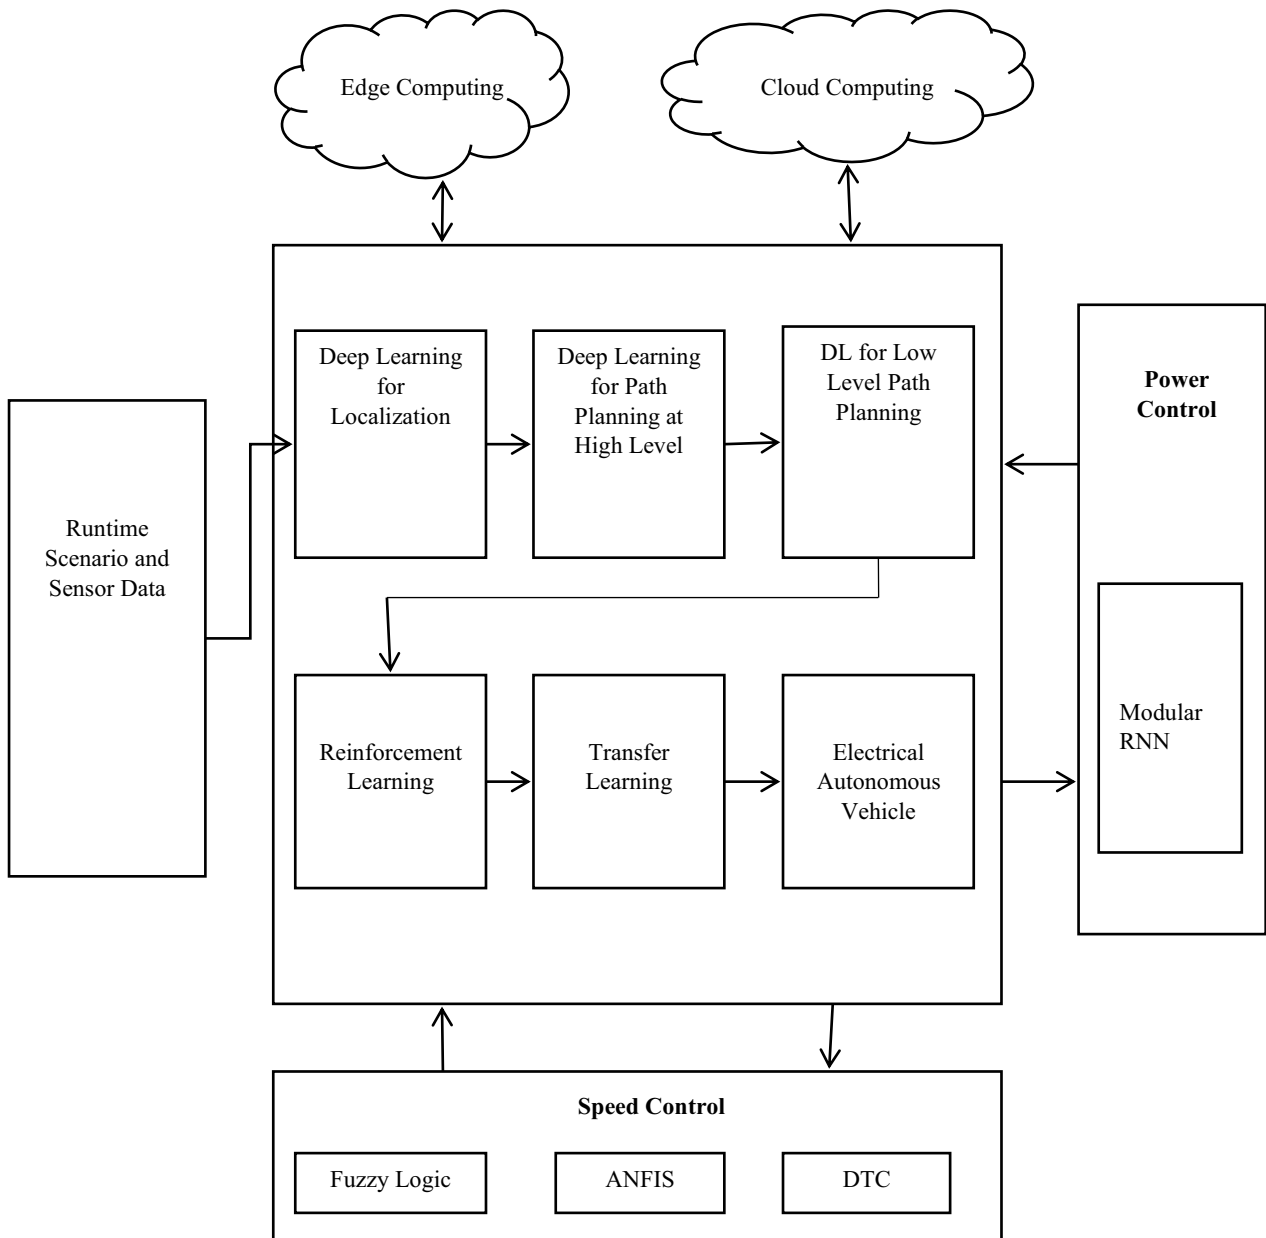 Edge Computing
Cloud Computing
Deep Learning
for
Localization
Deep Learning
for Path
Planning at
High Level
DL for Low
Level Path
Planning
Power
Control
Runtime
Scenario and
Sensor Data
Modular
RNN
Reinforcement
Learning
Transfer
Learning
Electrical
Autonomous
Vehicle
Speed Control
Fuzzy Logic
ANFIS
DTC